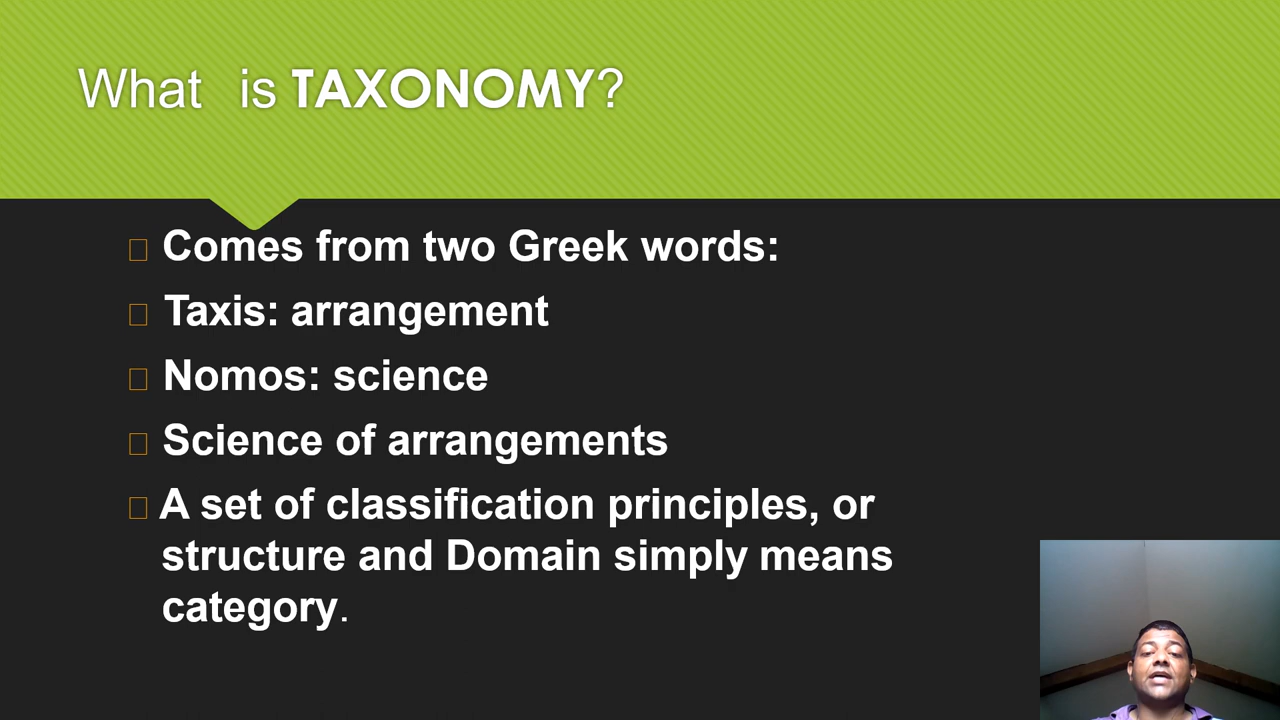 What is TAXONOMY?
Comes from two Greek words:
Taxis: arrangement
Nomos: science
Science of arrangements
A set of classification principles, or
structure and Domain simply means
category.